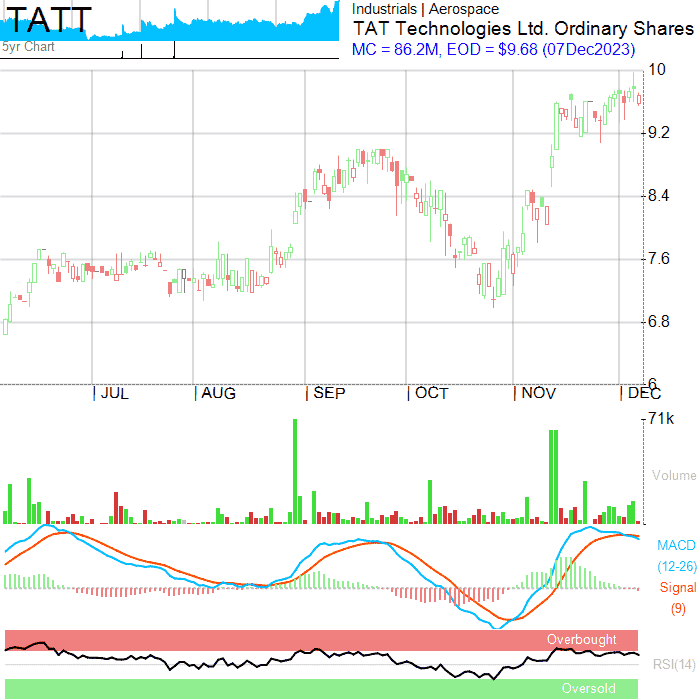 TATT
5yr Chart
Industrials | Aerospace
TAT Technologies Ltd. Ordinary Shares
MC = 86.2M, EOD = $9.68 (07Dec2023)
10
9.2
8.4
7.6
6.8
6
JUL
AUG
SEP
OCT
NOV
DEC
71k
Volume
MACD
(12-26)
Signal
(9)
Overbought
RSI(14)
Oversold